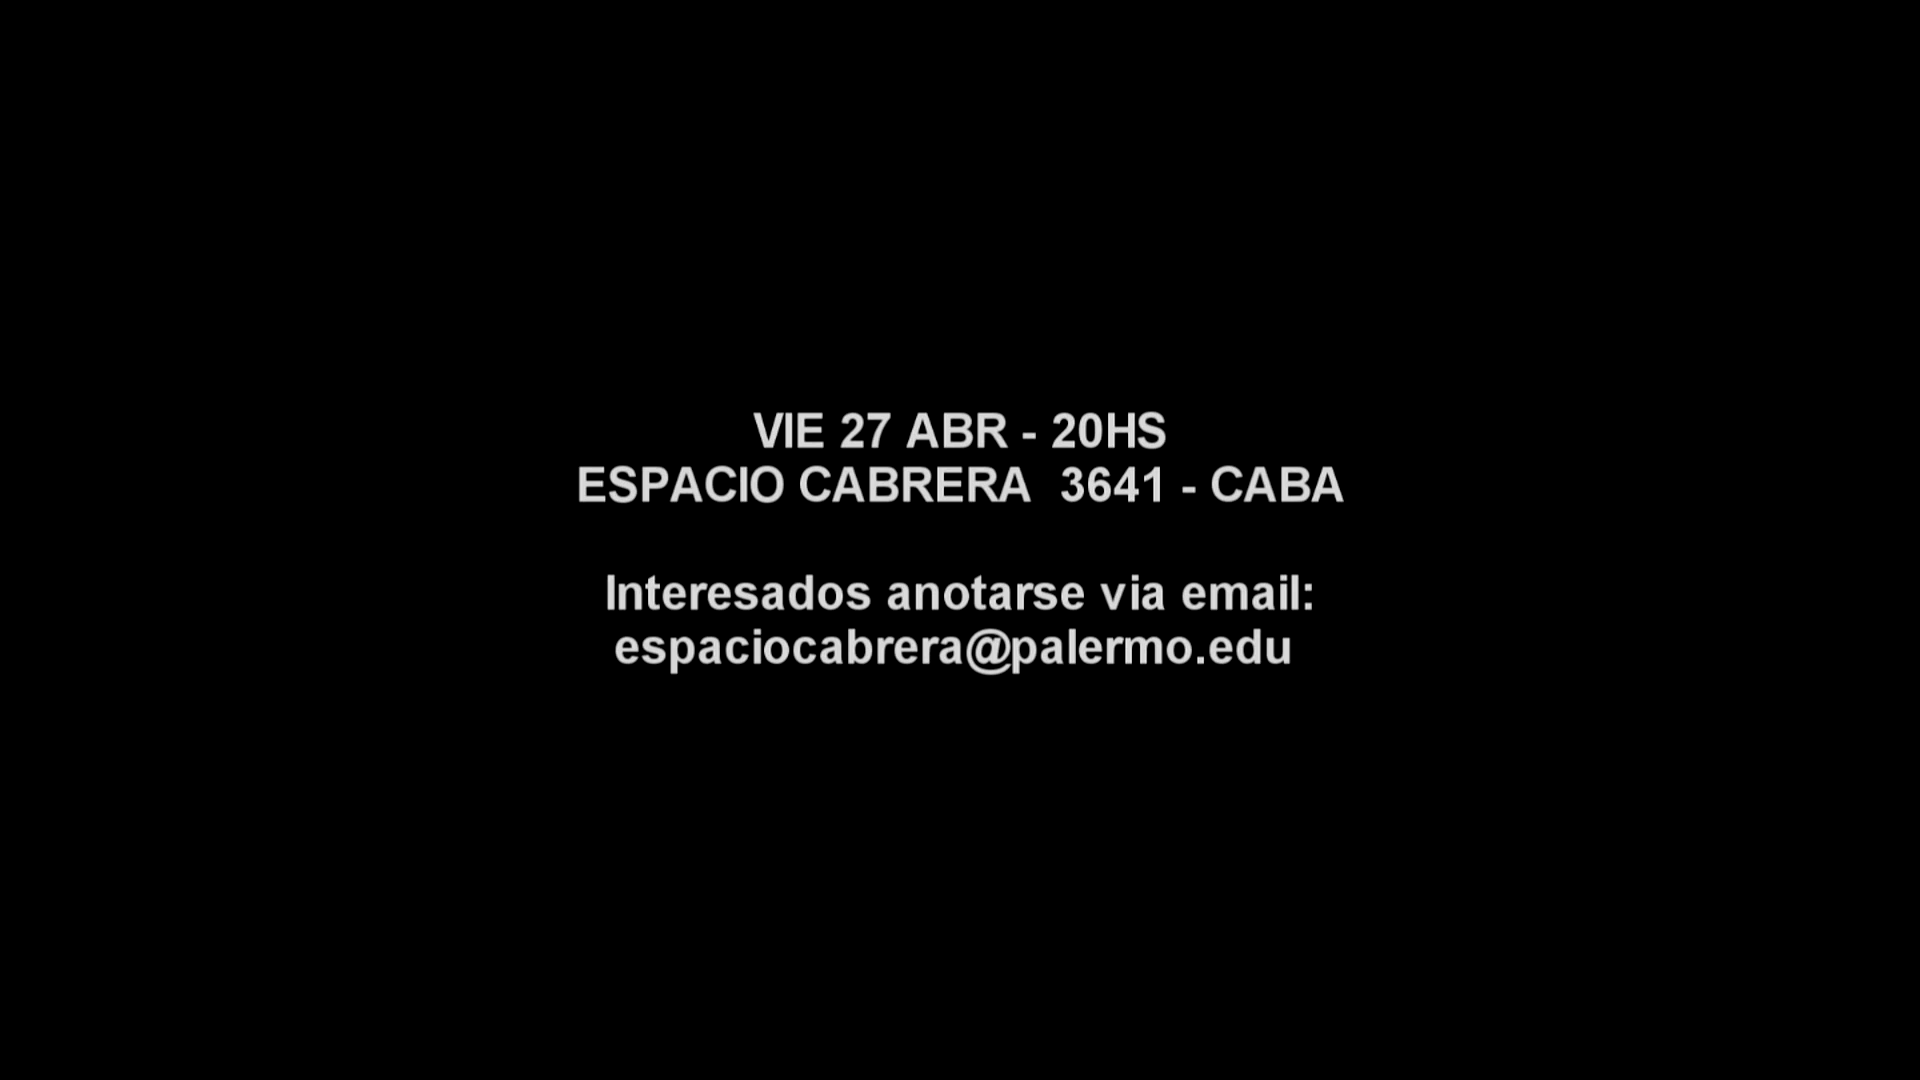 VIE 27 ABR - 20HS
ESPACIO CABRERA  3641 - CABA
Interesados anotarse via email:
espaciocabrera@palermo.edu